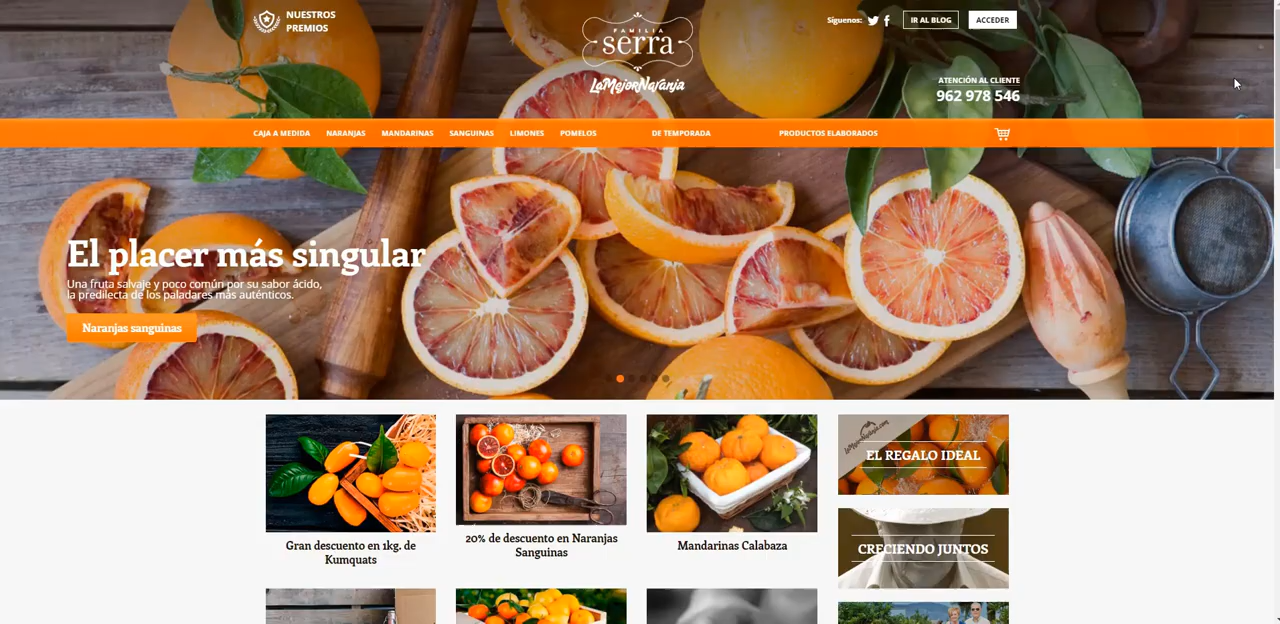 NUESTROS
PREMIOS
FAMILIA
serra
LaMejorNaranja
Síguenos:
IR AL BLOG
ACCEDER
ATENCIÓN AL CLIENTE
962 978 546
CAJA A MEDIDA
NARANJAS
MANDARINAS
SANGUINAS
LIMONES
POMELOS
DE TEMPORADA
PRODUCTOS ELABORADOS
El placer más singular
Una fruta salvaje y poco común por su sabor ácido,
la predilecta de los paladares más auténticos.
Naranjas sanguinas
Gran descuento en 1kg. de
Kumquats
20% de descuento en Naranjas
Sanguinas
Mandarinas Calabaza
LaMejorNaranja.com
EL REGALO IDEAL
CRECIENDO JUNTOS